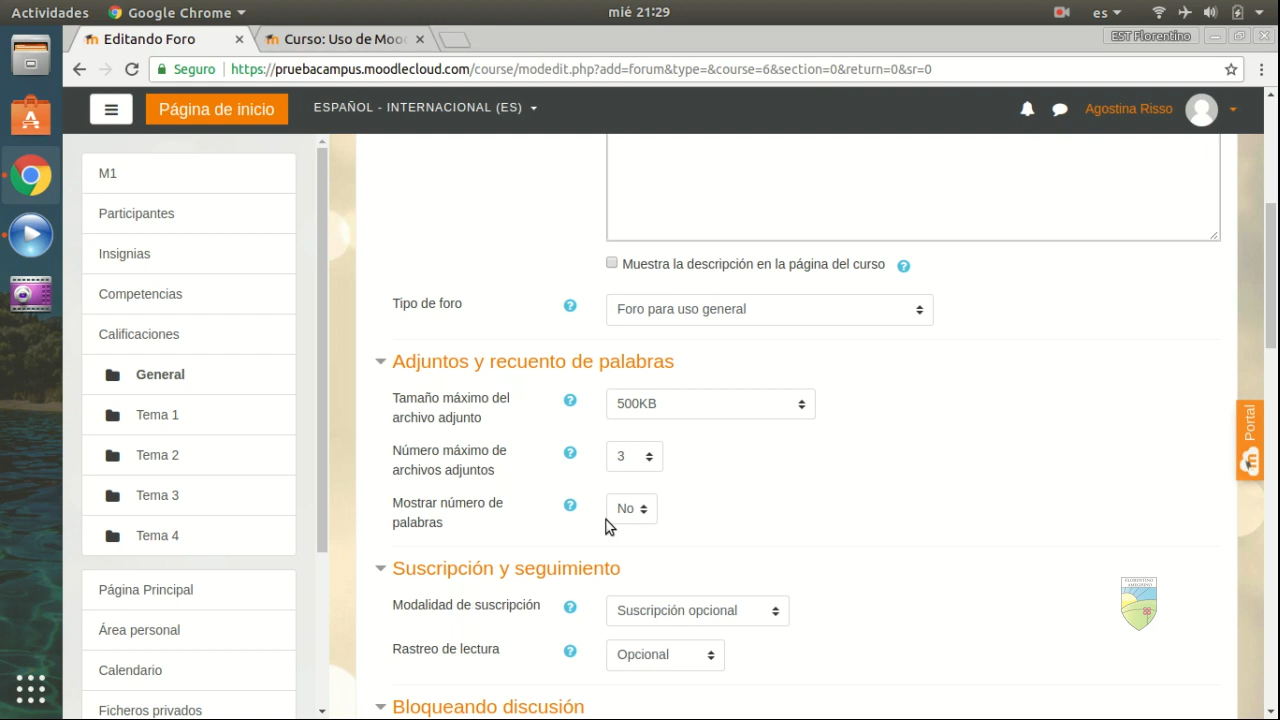 Actividades Google Chrome mié 21:29 es
Editando Foro Curso: Uso de Moo EST Florentino
Seguro https://pruebacampus.moodlecloud.com/course/modedit.php?add=forum&type=&course=6&section=0&return=0&sr=0
Página de inicio ESPAÑOL - INTERNACIONAL (ES) Agostina Risso
M1
Participantes
Insignias
Competencias
Calificaciones
General
Tema 1
Tema 2
Tema 3
Tema 4
Página Principal
Área personal
Calendario
Ficheros privados
Muestra la descripción en la página del curso
Tipo de foro Foro para uso general
Adjuntos y recuento de palabras
Tamaño máximo del
archivo adjunto
500KB
Número máximo de
archivos adjuntos
3
Mostrar número de
palabras
No
Suscripción y seguimiento
Modalidad de suscripción Suscripción opcional
Rastreo de lectura Opcional
Bloqueando discusión
Portal
FLORENTINO
AMEGHINO